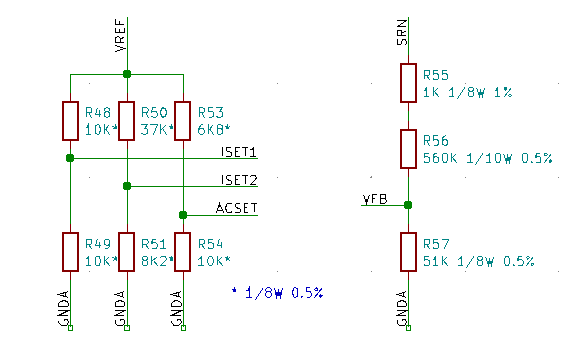 VREF
SRN
R48
10K*
R50
37K*
R53
6K8*
R55
1K 1/8W 1%
R56
560K 1/10W 0.5%
ISET1
ISET2
ACSET
VFB
R49
10K*
R51
8K2*
R54
10K*
R57
51K 1/8W 0.5%
* 1/8W 0.5%
GNDA
GNDA
GNDA
GNDA